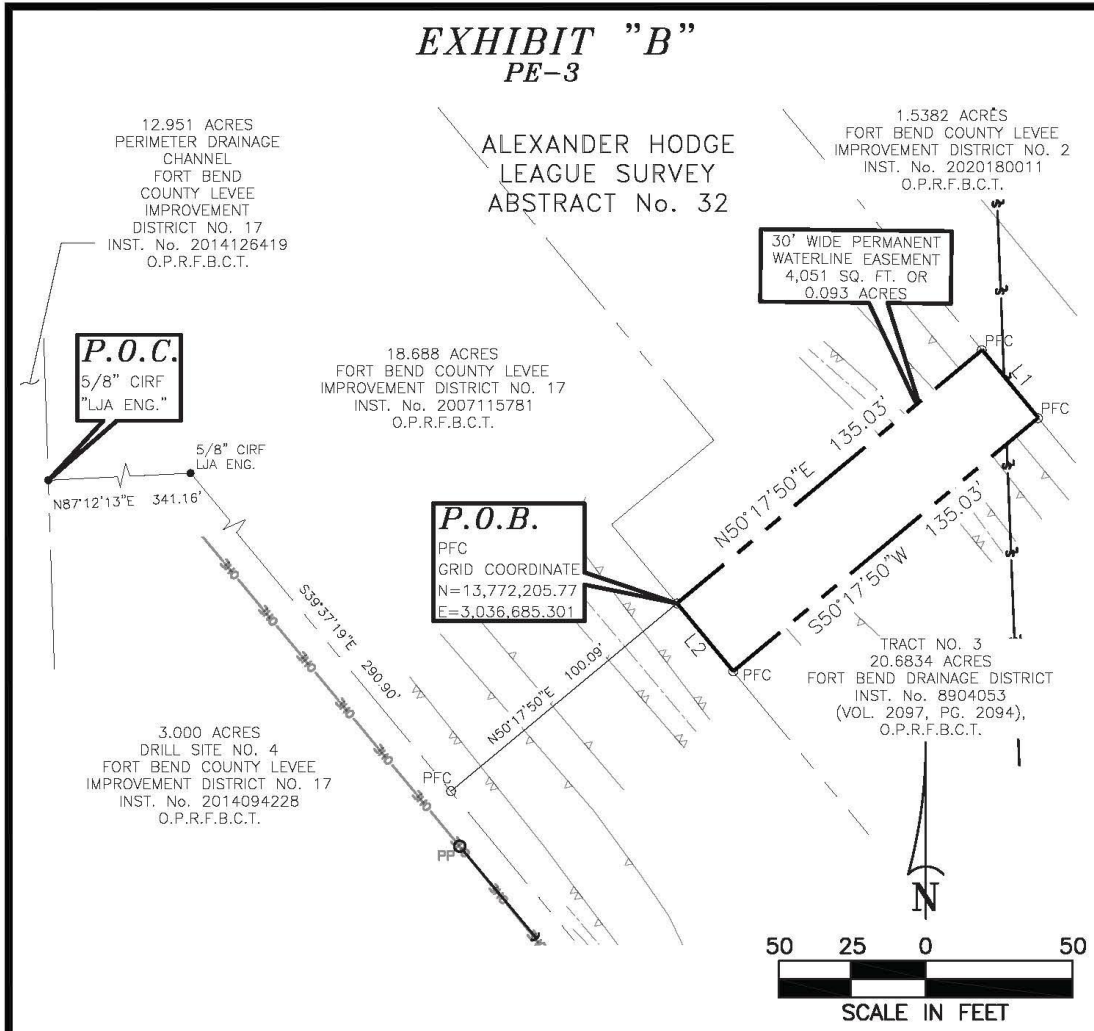 EXHIBIT "B"
PE-3
12.951 ACRES
PERIMETER DRAINAGE
CHANNEL
FORT BEND
COUNTY LEVEE
IMPROVEMENT
DISTRICT NO. 17
INST. No. 2014126419
O.P.R.F.B.C.T.
ALEXANDER HODGE
LEAGUE SURVEY
ABSTRACT No. 32
1.5382 ACRES
FORT BEND COUNTY LEVEE
IMPROVEMENT DISTRICT NO. 2
INST. No. 2020180011
O.P.R.F.B.C.T.
30' WIDE PERMANENT
WATERLINE EASEMENT
4,051 SQ. FT. OR
0.093 ACRES
P.O.C.
5/8" CIRF
"LJA ENG."
18.688 ACRES
FORT BEND COUNTY LEVEE
IMPROVEMENT DISTRICT NO. 17
INST. No. 2007115781
O.P.R.F.B.C.T.
PFC
L1
PFC
5/8" CIRF
LJA ENG.
N87°12'13"E 341.16'
N50°17'50"E 135.03'
P.O.B.
PFC
GRID COORDINATE
N=13,772,205.77
E=3,036,685.301
S50°17'50"W 135.03'
S39°37'19"E 290.90'
L2
PFC
N50°17'50"E 100.09'
TRACT NO. 3
20.6834 ACRES
FORT BEND DRAINAGE DISTRICT
INST. No. 8904053
(VOL. 2097, PG. 2094),
O.P.R.F.B.C.T.
3.000 ACRES
DRILL SITE NO. 4
FORT BEND COUNTY LEVEE
IMPROVEMENT DISTRICT NO. 17
INST. No. 2014094228
O.P.R.F.B.C.T.
OHE
OHE
OHE
OHE
OHE
OHE
OHE
PFC
PP
N
50 25 0 50
SCALE IN FEET